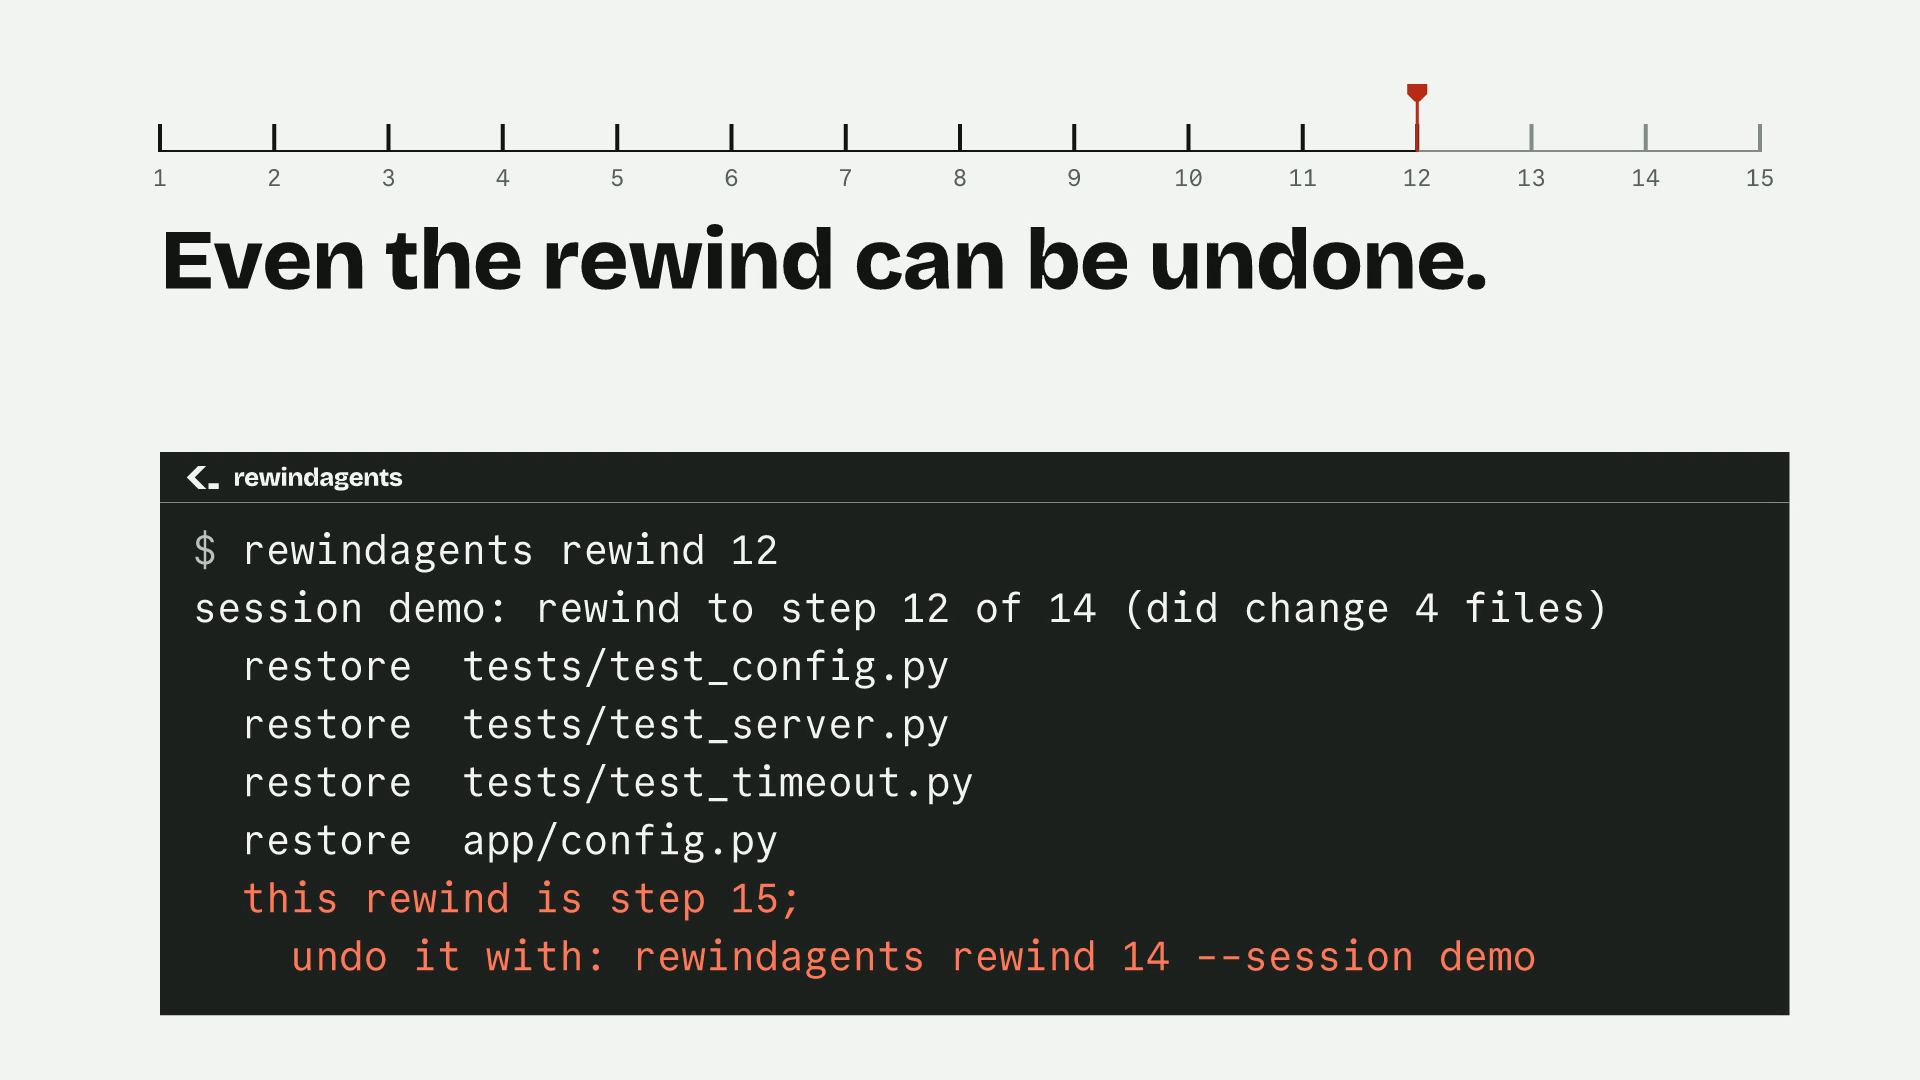 1 2 3 4 5 6 7 8 9 10 11 12 13 14 15
Even the rewind can be undone.
rewindagents
$ rewindagents rewind 12
session demo: rewind to step 12 of 14 (did change 4 files)
  restore  tests/test_config.py
  restore  tests/test_server.py
  restore  tests/test_timeout.py
  restore  app/config.py
  this rewind is step 15;
    undo it with: rewindagents rewind 14 --session demo